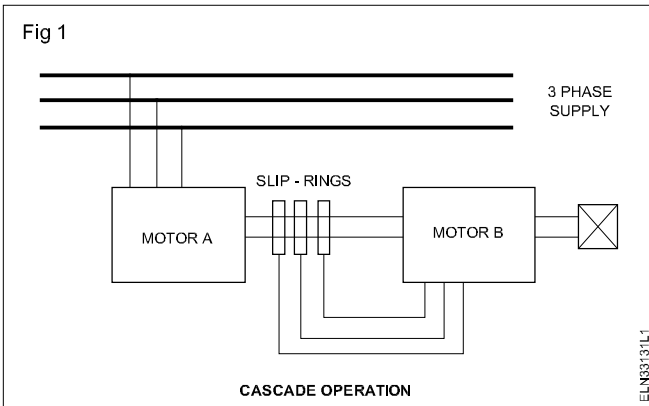 Fig 1
3 PHASE
SUPPLY
SLIP - RINGS
MOTOR A
MOTOR B
CASCADE OPERATION
ELN33131L1